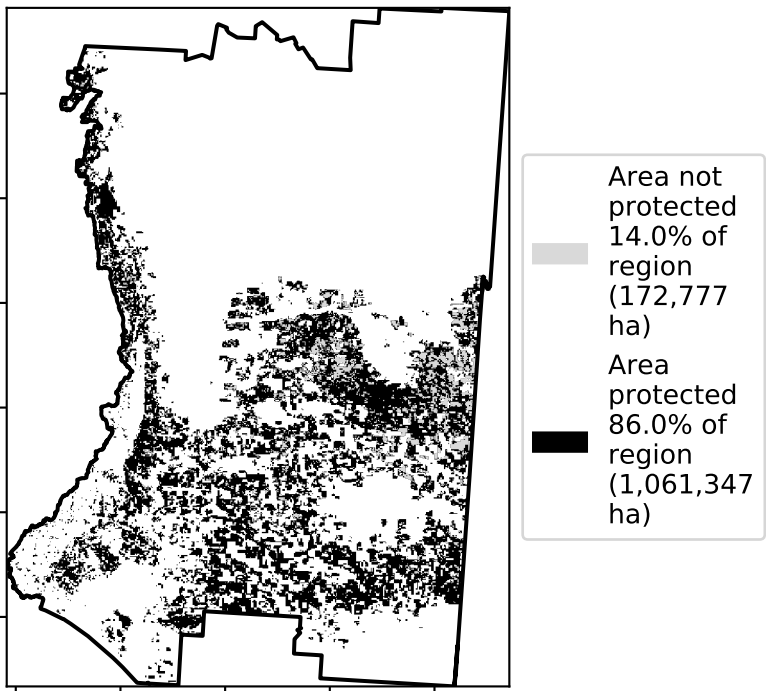 Area not
protected
14.0% of
region
(172,777
ha)
Area
protected
86.0% of
region
(1,061,347
ha)